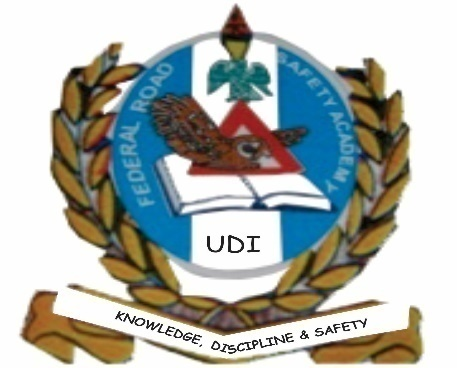 FEDERAL ROAD SAFETY ACADEMY
UDI
KNOWLEDGE, DISCIPLINE & SAFETY